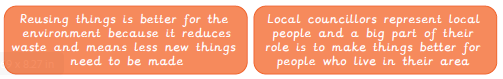 Reusing things is better for the
environment because it reduces
waste and means less new things
need to be made
Local councillors represent local
people and a big part of their
role is to make things better for
people who live in their area